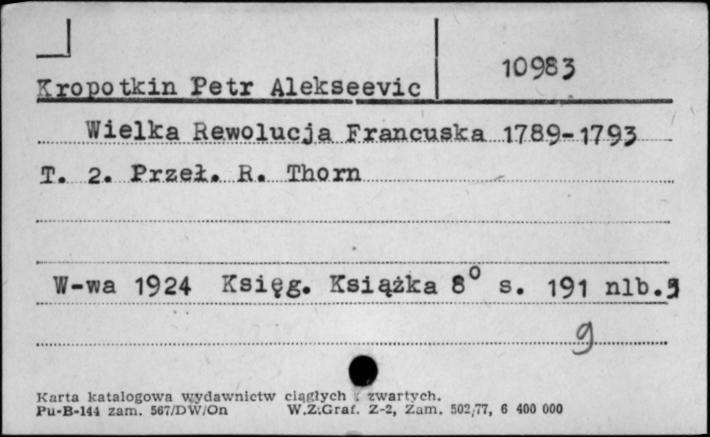 10983
Kropotkin Petr Alekseevic
Wielka Rewolucja Francuska 1789-1793
T. 2. Przeł. R. Thorn
W-wa 1924 Księg. Książka 8° s. 191 nlb.
g
Karta katalogowa wydawnictw ciągłych i zwartych.
Pu-B-144 zam. 567/DW/On W.Z.Graf. Z-2, Zam. 502/77, 6 400 000